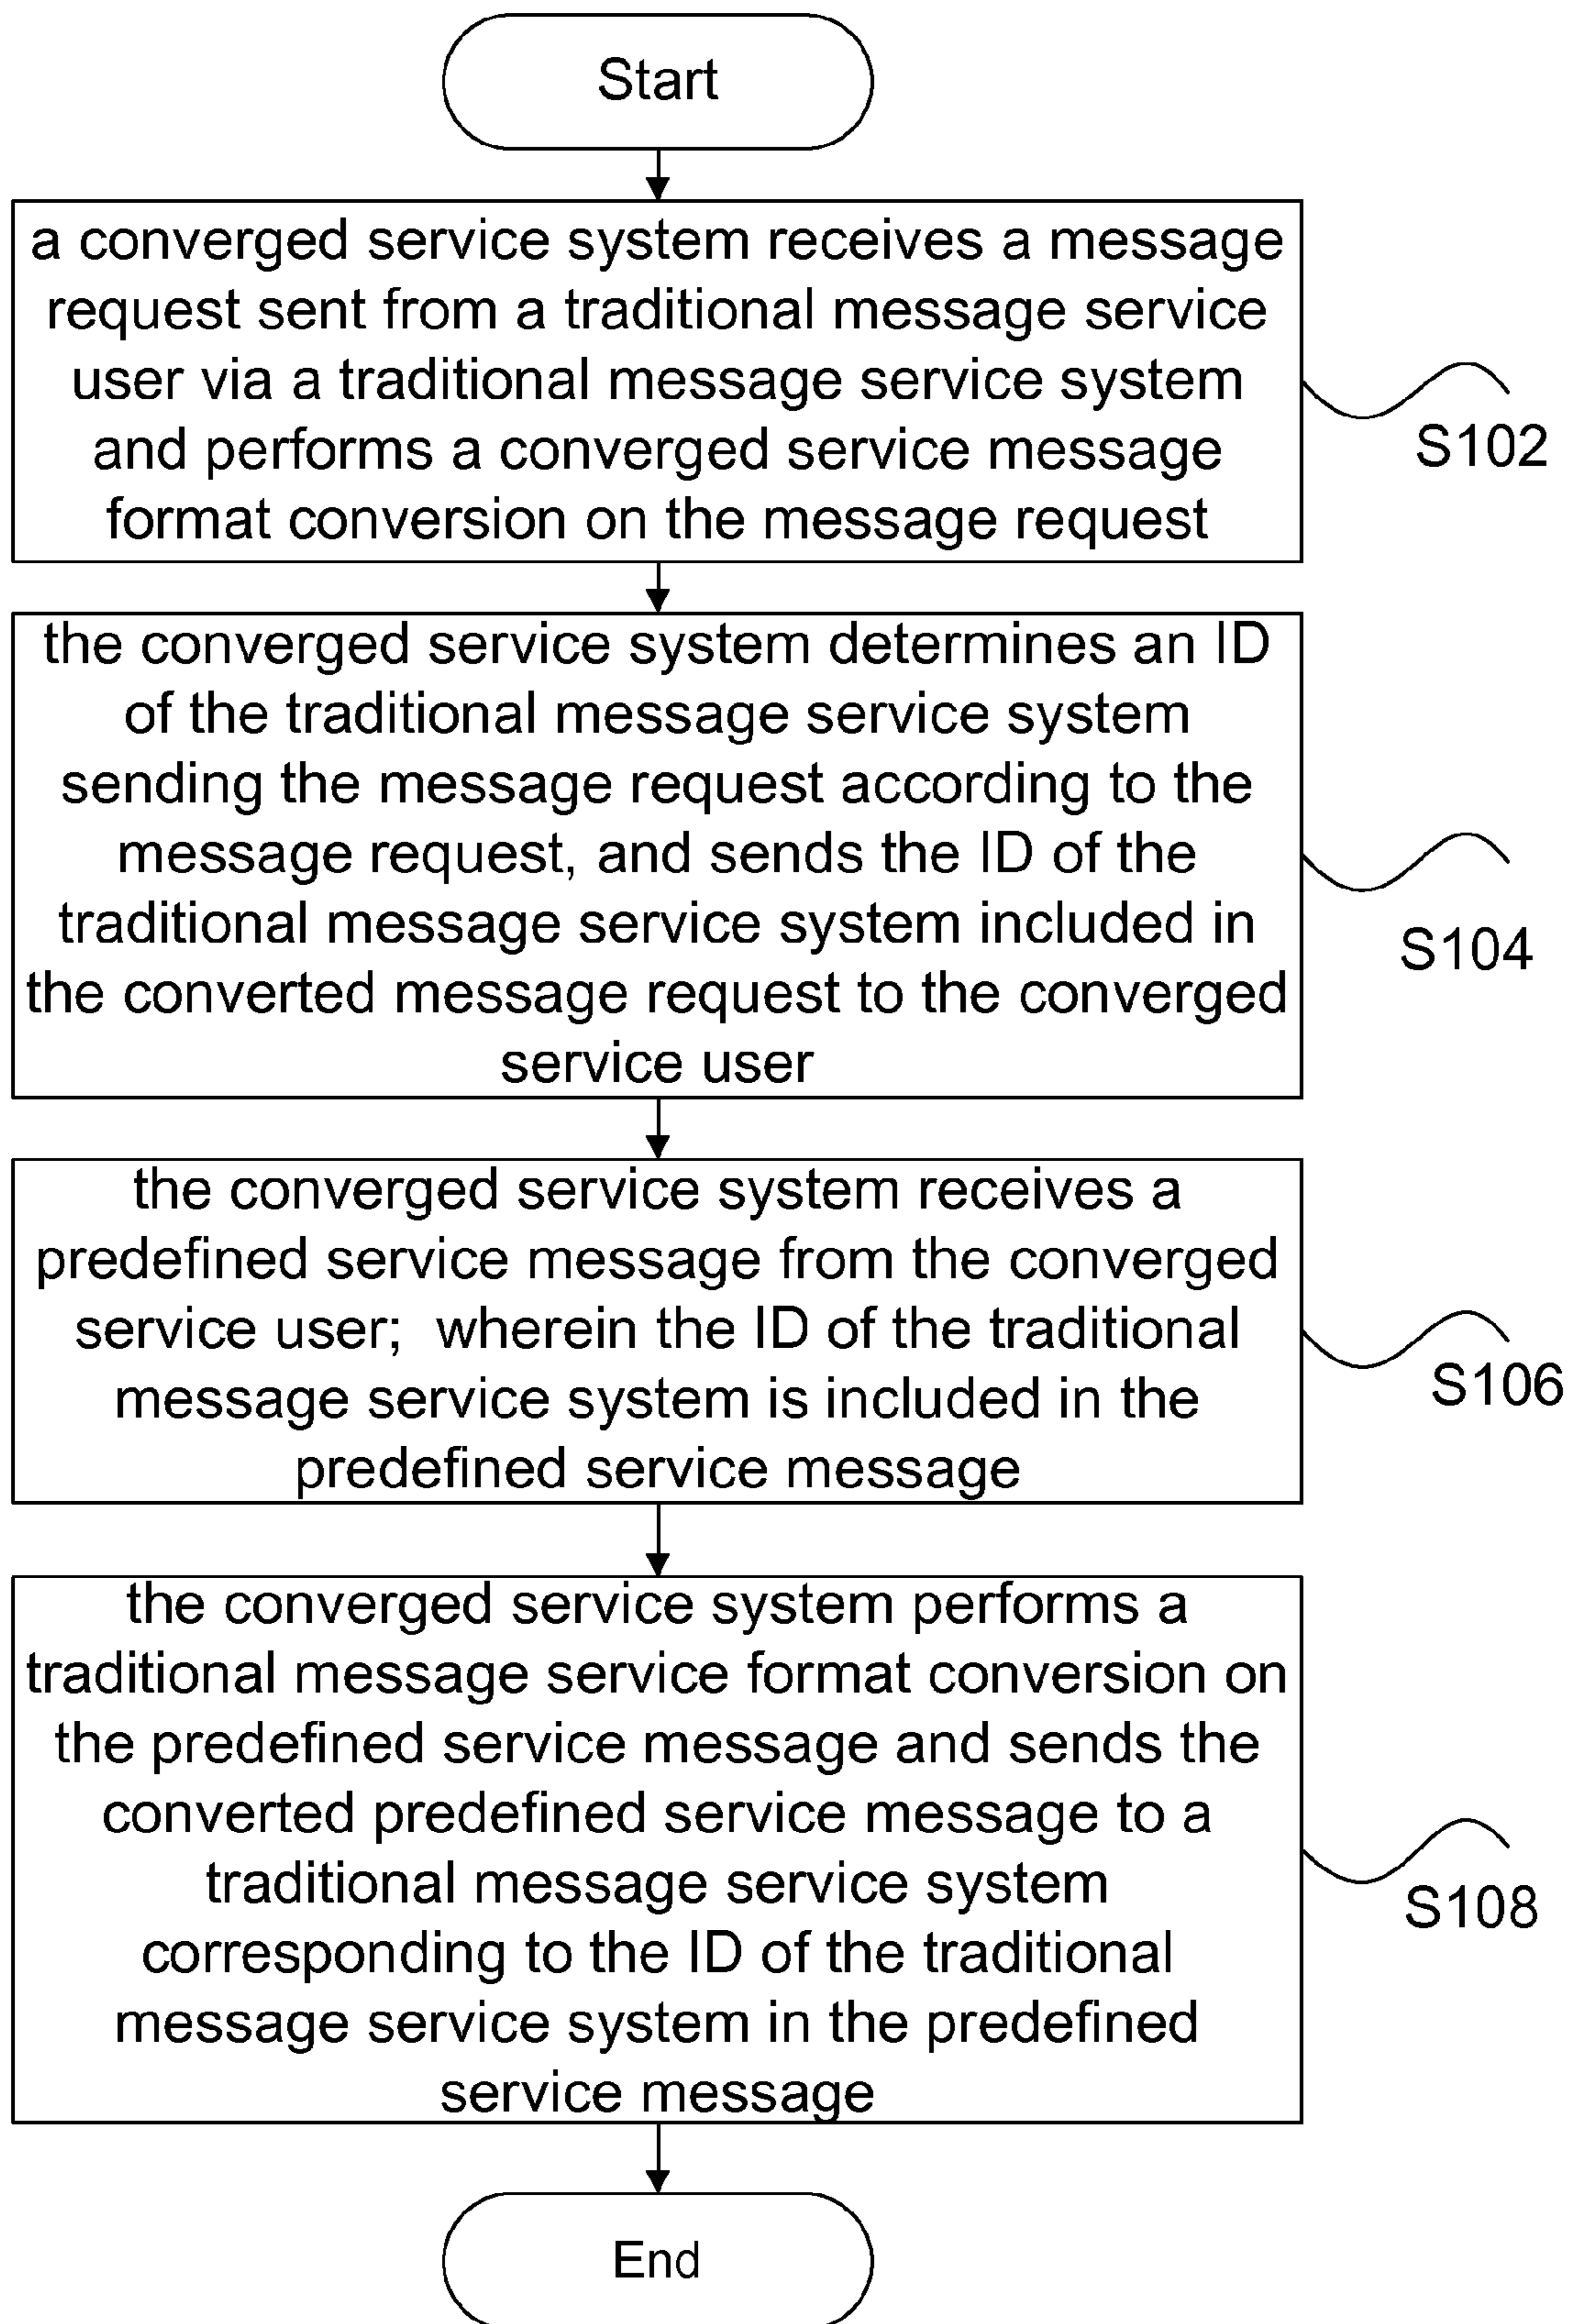 Start
a converged service system receives a message
request sent from a traditional message service
user via a traditional message service system
and performs a converged service message
format conversion on the message request
S102
the converged service system determines an ID
of the traditional message service system
sending the message request according to the
message request, and sends the ID of the
traditional message service system included in
the converted message request to the converged
service user
S104
the converged service system receives a
predefined service message from the converged
service user; wherein the ID of the traditional
message service system is included in the
predefined service message
S106
the converged service system performs a
traditional message service format conversion on
the predefined service message and sends the
converted predefined service message to a
traditional message service system
corresponding to the ID of the traditional
message service system in the predefined
service message
S108
End